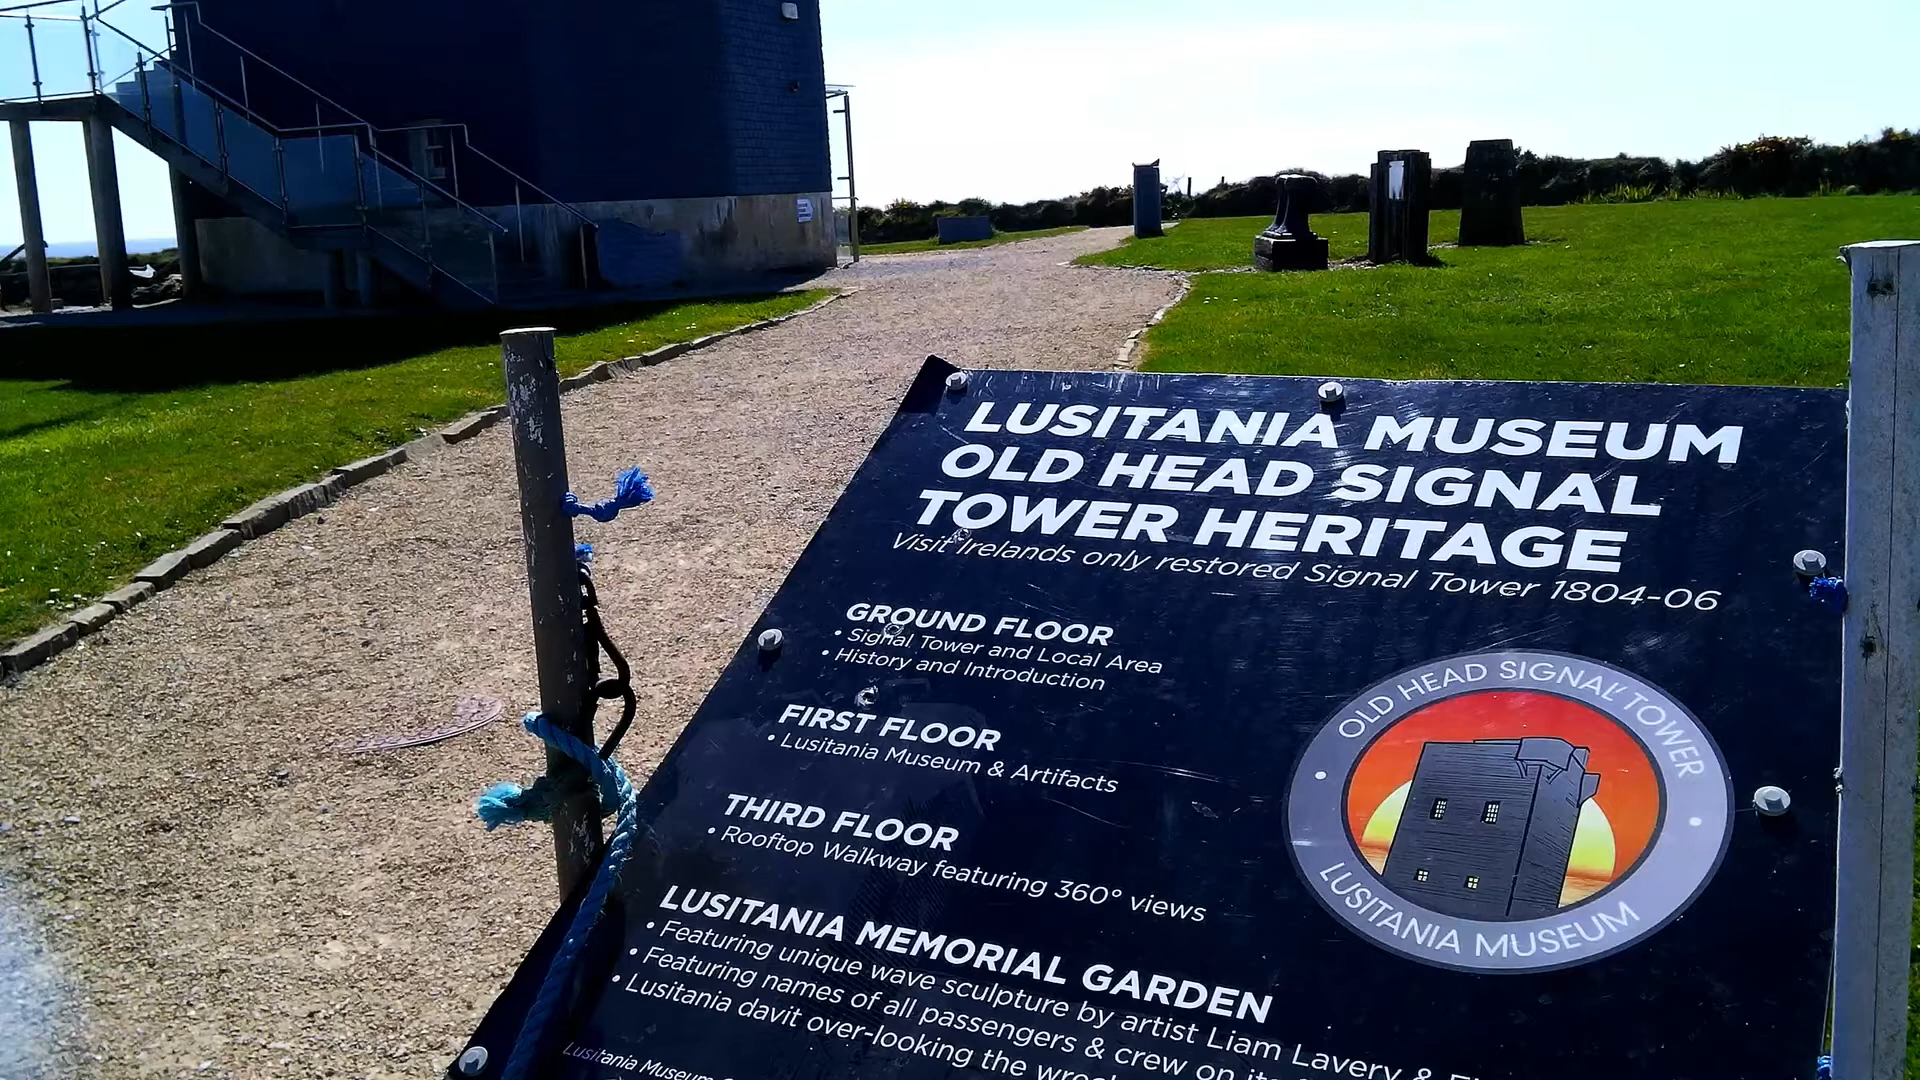 LUSITANIA MUSEUM
OLD HEAD SIGNAL
TOWER HERITAGE
Visit Irelands only restored Signal Tower 1804-06
GROUND FLOOR
• Signal Tower and Local Area
• History and Introduction
FIRST FLOOR
• Lusitania Museum & Artifacts
THIRD FLOOR
• Rooftop Walkway featuring 360° views
LUSITANIA MEMORIAL GARDEN
• Featuring unique wave sculpture by artist Liam Lavery &
• Featuring names of all passengers & crew on
• Lusitania davit over-looking the
Lusitania Museum
OLD HEAD SIGNAL TOWER
LUSITANIA MUSEUM